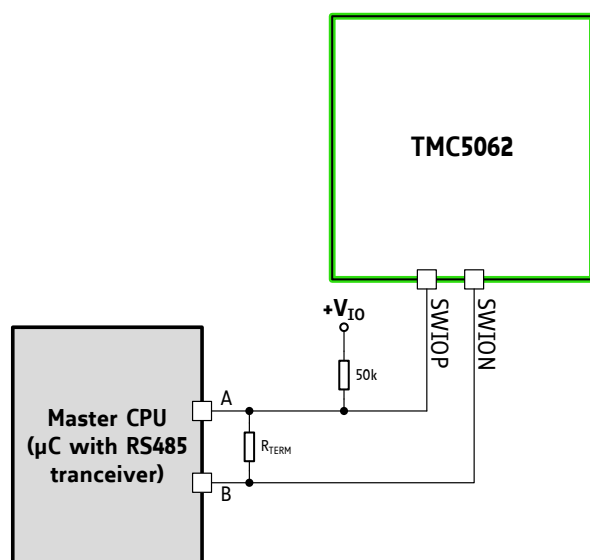 TMC5062
SWIOP
SWION
+VIO
50k
A
Master CPU
(µC with RS485
tranceiver)
RTERM
B